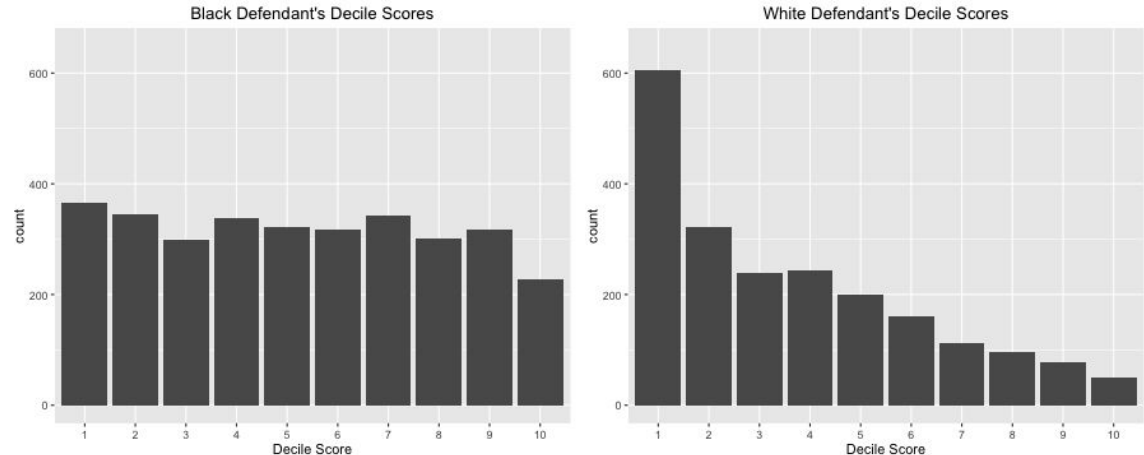 Black Defendant's Decile Scores
600
400
200
0
count
1 2 3 4 5 6 7 8 9 10
Decile Score
White Defendant's Decile Scores
600
400
200
0
count
1 2 3 4 5 6 7 8 9 10
Decile Score